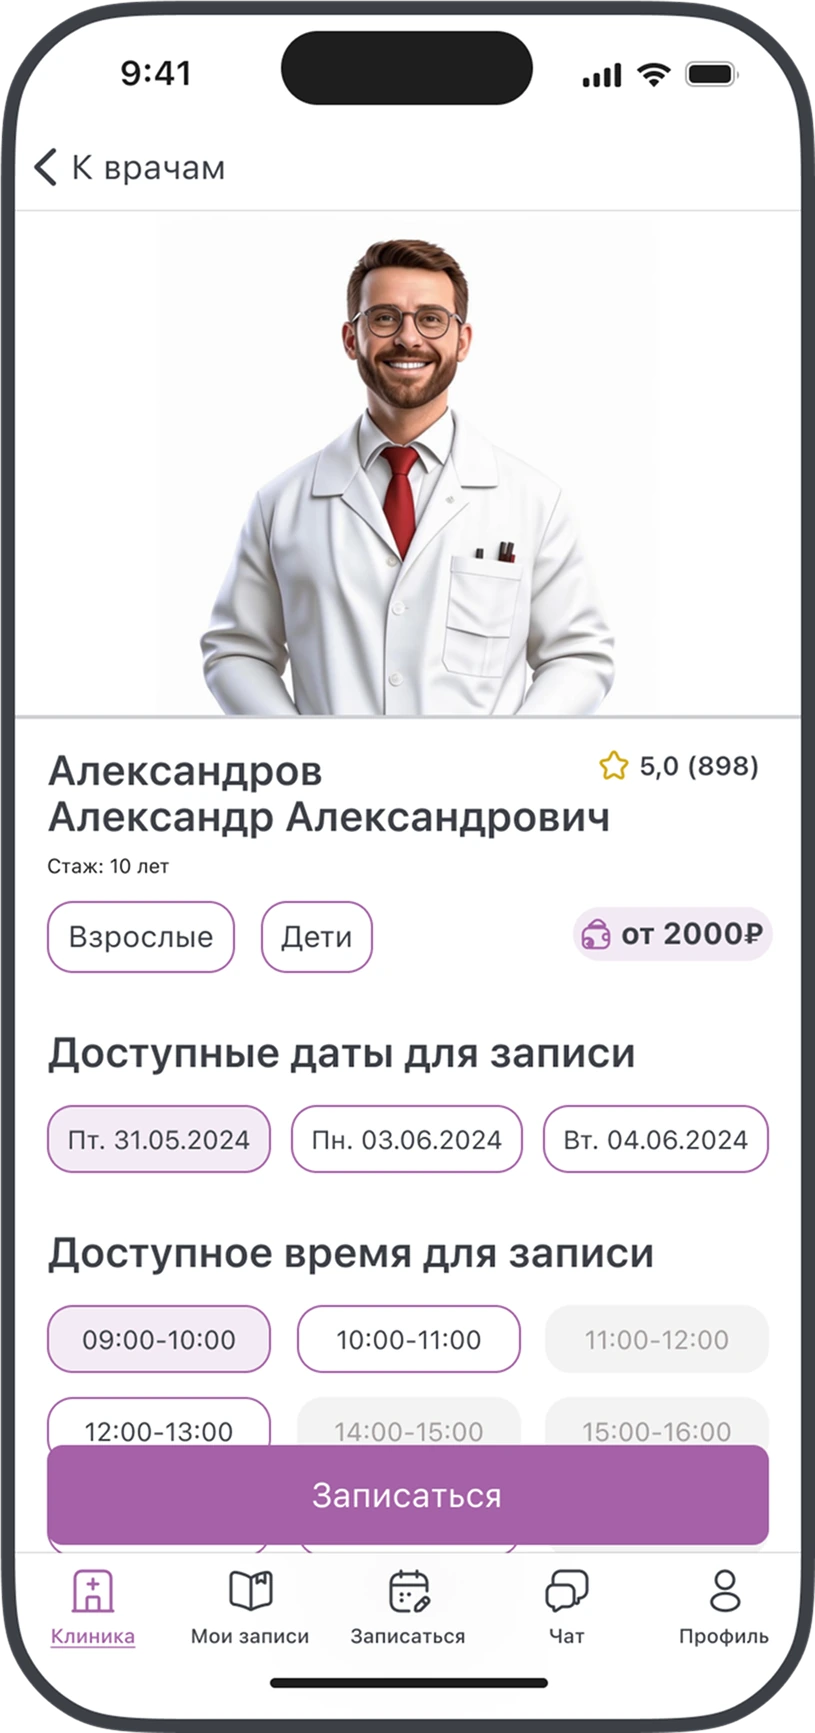 9:41
К врачам
Александров
5,0 (898)
Александр Александрович
Стаж: 10 лет
Взрослые
Дети
от 2000₽
Доступные даты для записи
Пт. 31.05.2024
Пн. 03.06.2024
Вт. 04.06.2024
Доступное время для записи
09:00-10:00
10:00-11:00
11:00-12:00
12:00-13:00
14:00-15:00
15:00-16:00
Записаться
Клиника
Мои записи
Записаться
Чат
Профиль